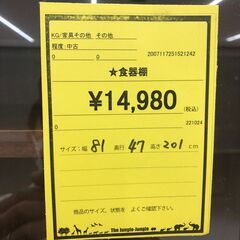 KG/家具その他 その他
程度:中古
2007117251521242
★食器棚
¥14,980
(税込)
221024
サイズ:幅 81 奥行 47 高さ 201 cm
商品のサイズ、状態を よくご確認下さい。
The Jungle-Jungle